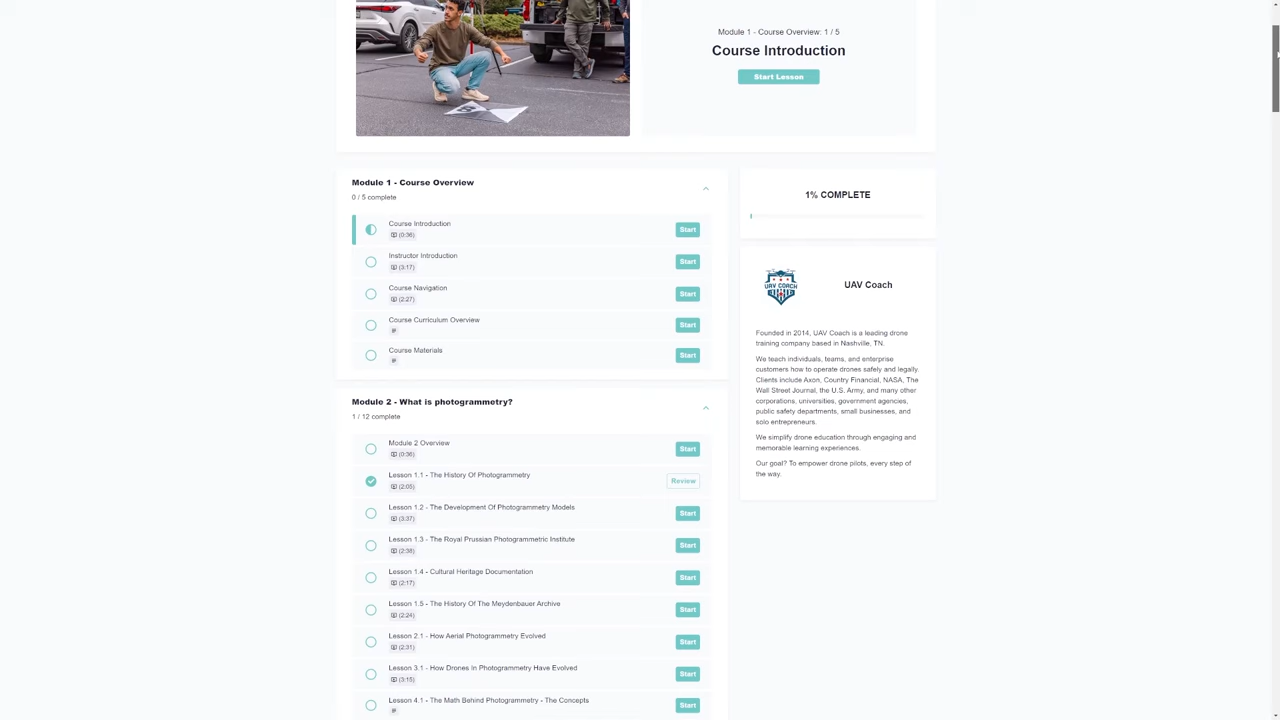 Module 1 - Course Overview: 1 / 5
Course Introduction
Start Lesson
Module 1 - Course Overview
0 / 5 complete
Course Introduction
(0:36)
Start
Instructor Introduction
(3:17)
Start
Course Navigation
(2:27)
Start
Course Curriculum Overview
Start
Course Materials
Start
Module 2 - What is photogrammetry?
1 / 12 complete
Module 2 Overview
(0:36)
Start
Lesson 1.1 - The History Of Photogrammetry
(2:05)
Review
Lesson 1.2 - The Development Of Photogrammetry Models
(3:37)
Start
Lesson 1.3 - The Royal Prussian Photogrammetric Institute
(2:38)
Start
Lesson 1.4 - Cultural Heritage Documentation
(2:17)
Start
Lesson 1.5 - The History Of The Meydenbauer Archive
(2:24)
Start
Lesson 2.1 - How Aerial Photogrammetry Evolved
(2:31)
Start
Lesson 3.1 - How Drones In Photogrammetry Have Evolved
(3:15)
Start
Lesson 4.1 - The Math Behind Photogrammetry - The Concepts
Start
1% COMPLETE
UAV COACH
UAV Coach
Founded in 2014, UAV Coach is a leading drone
training company based in Nashville, TN.
We teach individuals, teams, and enterprise
customers how to operate drones safely and legally.
Clients include Axon, Country Financial, NASA, The
Wall Street Journal, the U.S. Army, and many other
corporations, universities, government agencies,
public safety departments, small businesses, and
solo entrepreneurs.
We simplify drone education through engaging and
memorable learning experiences.
Our goal? To empower drone pilots, every step of
the way.